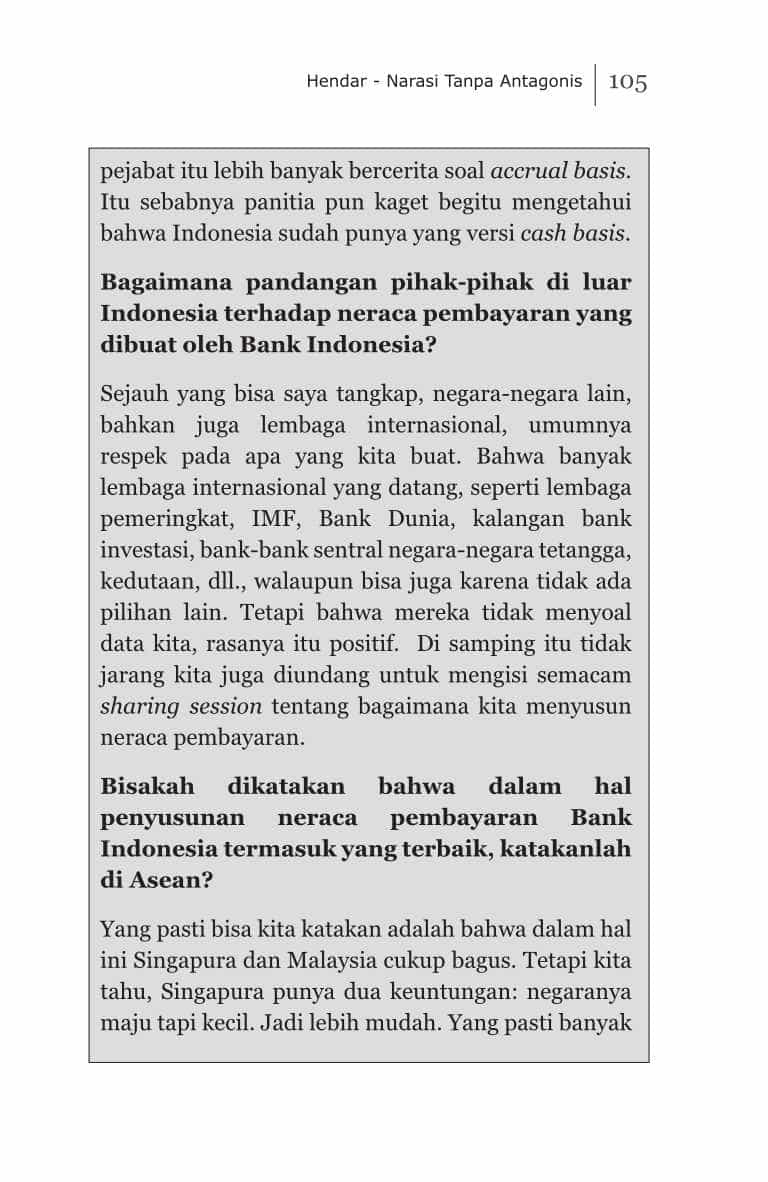 Hendar - Narasi Tanpa Antagonis 105
pejabat itu lebih banyak bercerita soal accrual basis.
Itu sebabnya panitia pun kaget begitu mengetahui
bahwa Indonesia sudah punya yang versi cash basis.
Bagaimana pandangan pihak-pihak di luar
Indonesia terhadap neraca pembayaran yang
dibuat oleh Bank Indonesia?
Sejauh yang bisa saya tangkap, negara-negara lain,
bahkan juga lembaga internasional, umumnya
respek pada apa yang kita buat. Bahwa banyak
lembaga internasional yang datang, seperti lembaga
pemeringkat, IMF, Bank Dunia, kalangan bank
investasi, bank-bank sentral negara-negara tetangga,
kedutaan, dll., walaupun bisa juga karena tidak ada
pilihan lain. Tetapi bahwa mereka tidak menyoal
data kita, rasanya itu positif. Di samping itu tidak
jarang kita juga diundang untuk mengisi semacam
sharing session tentang bagaimana kita menyusun
neraca pembayaran.
Bisakah dikatakan bahwa dalam hal
penyusunan neraca pembayaran Bank
Indonesia termasuk yang terbaik, katakanlah
di Asean?
Yang pasti bisa kita katakan adalah bahwa dalam hal
ini Singapura dan Malaysia cukup bagus. Tetapi kita
tahu, Singapura punya dua keuntungan: negaranya
maju tapi kecil. Jadi lebih mudah. Yang pasti banyak